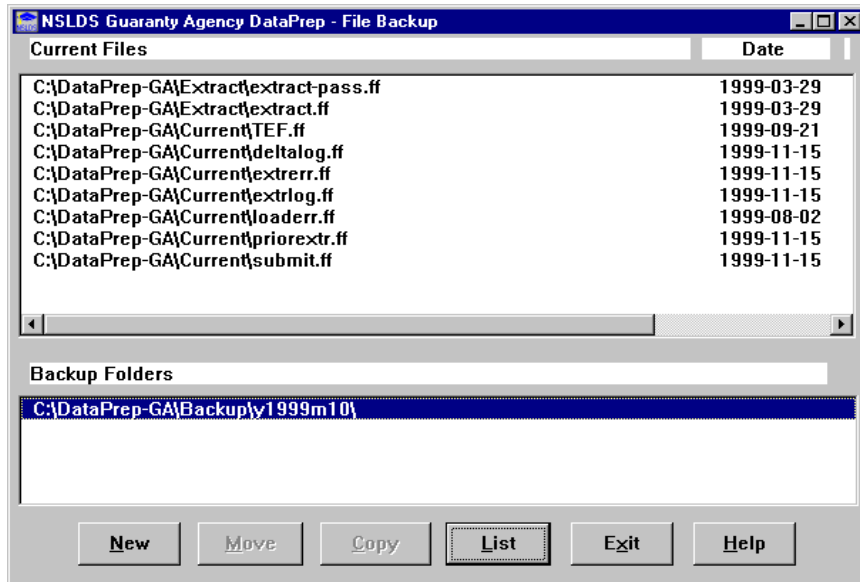 NSLDS Guaranty Agency DataPrep - File Backup
Current Files Date
C:\DataPrep-GA\Extract\extract-pass.ff 1999-03-29
C:\DataPrep-GA\Extract\extract.ff 1999-03-29
C:\DataPrep-GA\Current\TEF.ff 1999-09-21
C:\DataPrep-GA\Current\deltalog.ff 1999-11-15
C:\DataPrep-GA\Current\extrerr.ff 1999-11-15
C:\DataPrep-GA\Current\extrlog.ff 1999-11-15
C:\DataPrep-GA\Current\loaderr.ff 1999-08-02
C:\DataPrep-GA\Current\priorextr.ff 1999-11-15
C:\DataPrep-GA\Current\submit.ff 1999-11-15
Backup Folders
C:\DataPrep-GA\Backup\y1999m10\
New Move Copy List Exit Help